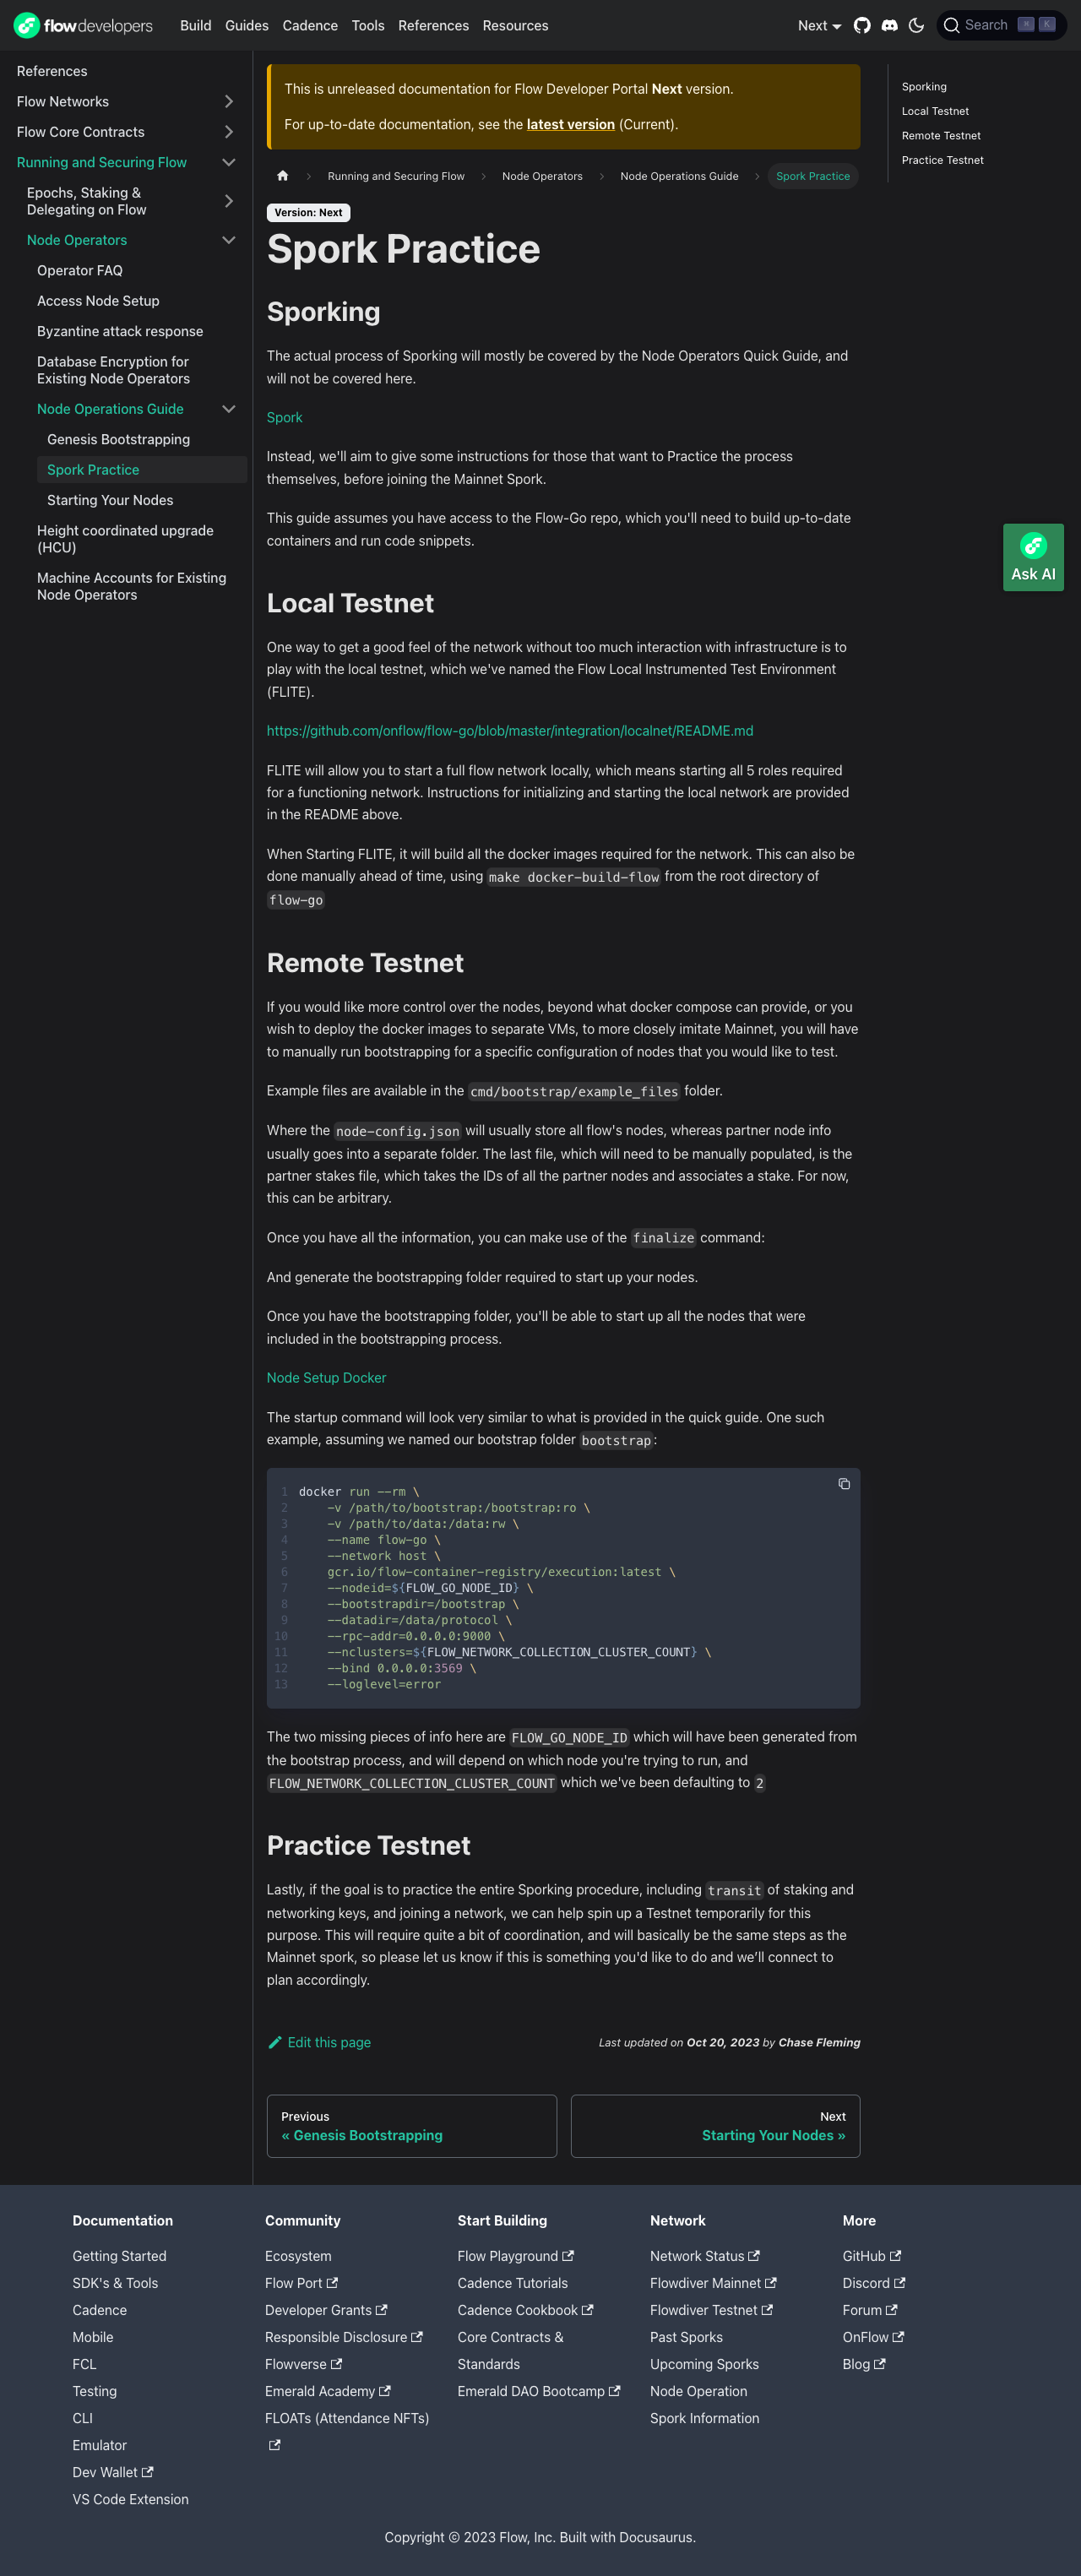 flowdevelopers Build Guides Cadence Tools References Resources Next Search ⌘ K
References
Flow Networks
Flow Core Contracts
Running and Securing Flow
Epochs, Staking &
Delegating on Flow
Node Operators
Operator FAQ
Access Node Setup
Byzantine attack response
Database Encryption for
Existing Node Operators
Node Operations Guide
Genesis Bootstrapping
Spork Practice
Starting Your Nodes
Height coordinated upgrade
(HCU)
Machine Accounts for Existing
Node Operators
This is unreleased documentation for Flow Developer Portal Next version.
For up-to-date documentation, see the latest version (Current).
Running and Securing Flow Node Operators Node Operations Guide Spork Practice
Version: Next
Spork Practice
Sporking
The actual process of Sporking will mostly be covered by the Node Operators Quick Guide, and
will not be covered here.
Spork
Instead, we'll aim to give some instructions for those that want to Practice the process
themselves, before joining the Mainnet Spork.
This guide assumes you have access to the Flow-Go repo, which you'll need to build up-to-date
containers and run code snippets.
Local Testnet
One way to get a good feel of the network without too much interaction with infrastructure is to
play with the local testnet, which we've named the Flow Local Instrumented Test Environment
(FLITE).
https://github.com/onflow/flow-go/blob/master/integration/localnet/README.md
FLITE will allow you to start a full flow network locally, which means starting all 5 roles required
for a functioning network. Instructions for initializing and starting the local network are provided
in the README above.
When Starting FLITE, it will build all the docker images required for the network. This can also be
done manually ahead of time, using make docker-build-flow from the root directory of
flow-go
Remote Testnet
If you would like more control over the nodes, beyond what docker compose can provide, or you
wish to deploy the docker images to separate VMs, to more closely imitate Mainnet, you will have
to manually run bootstrapping for a specific configuration of nodes that you would like to test.
Example files are available in the cmd/bootstrap/example_files folder.
Where the node-config.json will usually store all flow's nodes, whereas partner node info
usually goes into a separate folder. The last file, which will need to be manually populated, is the
partner stakes file, which takes the IDs of all the partner nodes and associates a stake. For now,
this can be arbitrary.
Once you have all the information, you can make use of the finalize command:
And generate the bootstrapping folder required to start up your nodes.
Once you have the bootstrapping folder, you'll be able to start up all the nodes that were
included in the bootstrapping process.
Node Setup Docker
The startup command will look very similar to what is provided in the quick guide. One such
example, assuming we named our bootstrap folder bootstrap:
1 docker run --rm \
2 -v /path/to/bootstrap:/bootstrap:ro \
3 -v /path/to/data:/data:rw \
4 --name flow-go \
5 --network host \
6 gcr.io/flow-container-registry/execution:latest \
7 --nodeid=${FLOW_GO_NODE_ID} \
8 --bootstrapdir=/bootstrap \
9 --datadir=/data/protocol \
10 --rpc-addr=0.0.0.0:9000 \
11 --nclusters=${FLOW_NETWORK_COLLECTION_CLUSTER_COUNT} \
12 --bind 0.0.0.0:3569 \
13 --loglevel=error
The two missing pieces of info here are FLOW_GO_NODE_ID which will have been generated from
the bootstrap process, and will depend on which node you're trying to run, and
FLOW_NETWORK_COLLECTION_CLUSTER_COUNT which we've been defaulting to 2
Practice Testnet
Lastly, if the goal is to practice the entire Sporking procedure, including transit of staking and
networking keys, and joining a network, we can help spin up a Testnet temporarily for this
purpose. This will require quite a bit of coordination, and will basically be the same steps as the
Mainnet spork, so please let us know if this is something you'd like to do and we’ll connect to
plan accordingly.
Edit this page Last updated on Oct 20, 2023 by Chase Fleming
Previous
« Genesis Bootstrapping
Next
Starting Your Nodes »
Sporking
Local Testnet
Remote Testnet
Practice Testnet
Ask AI
Documentation
Getting Started
SDK's & Tools
Cadence
Mobile
FCL
Testing
CLI
Emulator
Dev Wallet
VS Code Extension
Community
Ecosystem
Flow Port
Developer Grants
Responsible Disclosure
Flowverse
Emerald Academy
FLOATs (Attendance NFTs)
Start Building
Flow Playground
Cadence Tutorials
Cadence Cookbook
Core Contracts &
Standards
Emerald DAO Bootcamp
Network
Network Status
Flowdiver Mainnet
Flowdiver Testnet
Past Sporks
Upcoming Sporks
Node Operation
Spork Information
More
GitHub
Discord
Forum
OnFlow
Blog
Copyright © 2023 Flow, Inc. Built with Docusaurus.